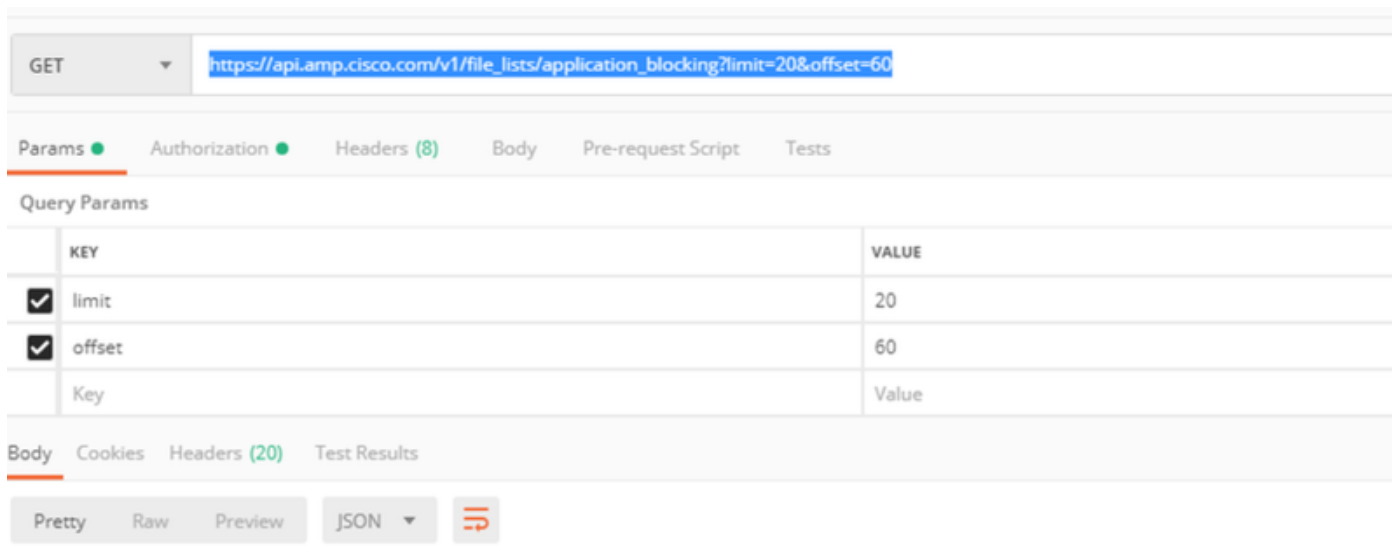 GET https://api.amp.cisco.com/v1/file_lists/application_blocking?limit=20&offset=60
Params Authorization Headers (8) Body Pre-request Script Tests
Query Params
KEY VALUE
limit 20
offset 60
Key Value
Body Cookies Headers (20) Test Results
Pretty Raw Preview JSON